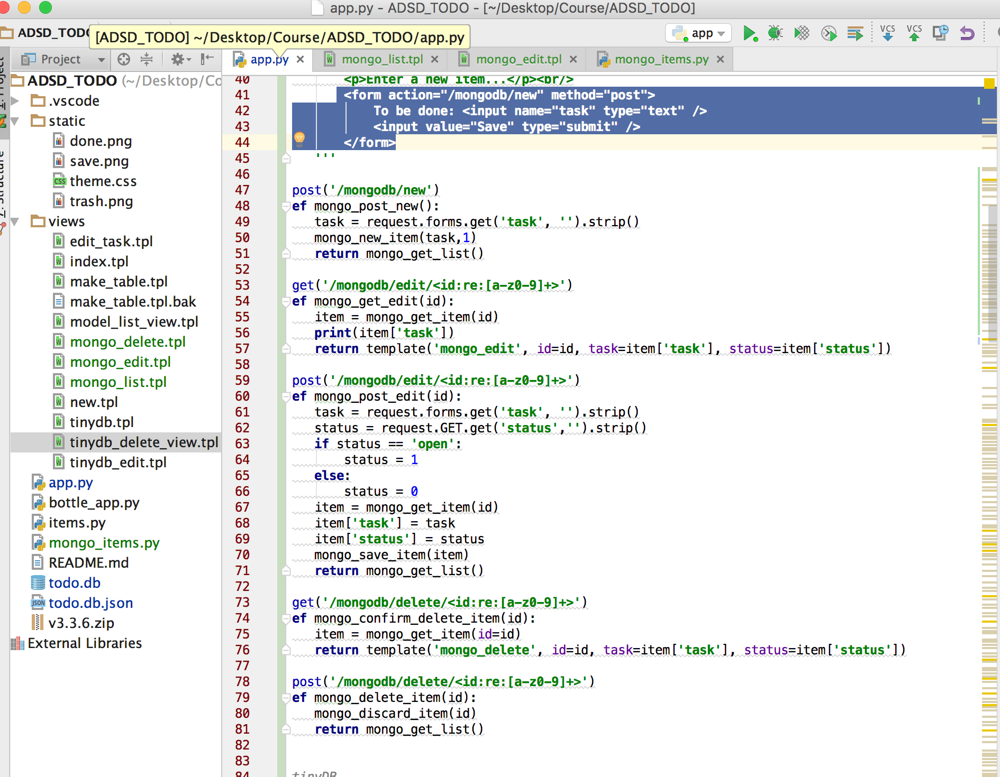 app.py - ADSD_TODO - [~/Desktop/Course/ADSD_TODO]
ADSD_TODO
[ADSD_TODO] ~/Desktop/Course/ADSD_TODO/app.py
app
VCS
VCS
Project
app.py
mongo_list.tpl
mongo_edit.tpl
mongo_items.py
1: Project
7: Structure
ADSD_TODO (~/Desktop/Co
.vscode
static
done.png
save.png
theme.css
trash.png
views
edit_task.tpl
index.tpl
make_table.tpl
make_table.tpl.bak
model_list_view.tpl
mongo_delete.tpl
mongo_edit.tpl
mongo_list.tpl
new.tpl
tinydb.tpl
tinydb_delete_view.tpl
tinydb_edit.tpl
app.py
bottle_app.py
items.py
mongo_items.py
README.md
todo.db
todo.db.json
v3.3.6.zip
External Libraries
40 <p>Enter a new item...</p><br/>
41 <form action="/mongodb/new" method="post">
42 To be done: <input name="task" type="text" />
43 <input value="Save" type="submit" />
44 </form>
45 '''
46
47 post('/mongodb/new')
48 ef mongo_post_new():
49 task = request.forms.get('task', '').strip()
50 mongo_new_item(task,1)
51 return mongo_get_list()
52
53 get('/mongodb/edit/<id:re:[a-z0-9]+>')
54 ef mongo_get_edit(id):
55 item = mongo_get_item(id)
56 print(item['task'])
57 return template('mongo_edit', id=id, task=item['task'], status=item['status'])
58
59 post('/mongodb/edit/<id:re:[a-z0-9]+>')
60 ef mongo_post_edit(id):
61 task = request.forms.get('task', '').strip()
62 status = request.GET.get('status','').strip()
63 if status == 'open':
64 status = 1
65 else:
66 status = 0
67 item = mongo_get_item(id)
68 item['task'] = task
69 item['status'] = status
70 mongo_save_item(item)
71 return mongo_get_list()
72
73 get('/mongodb/delete/<id:re:[a-z0-9]+>')
74 ef mongo_confirm_delete_item(id):
75 item = mongo_get_item(id=id)
76 return template('mongo_delete', id=id, task=item['task'], status=item['status'])
77
78 post('/mongodb/delete/<id:re:[a-z0-9]+>')
79 ef mongo_delete_item(id):
80 mongo_discard_item(id)
81 return mongo_get_list()
82
83
84 tinyDB